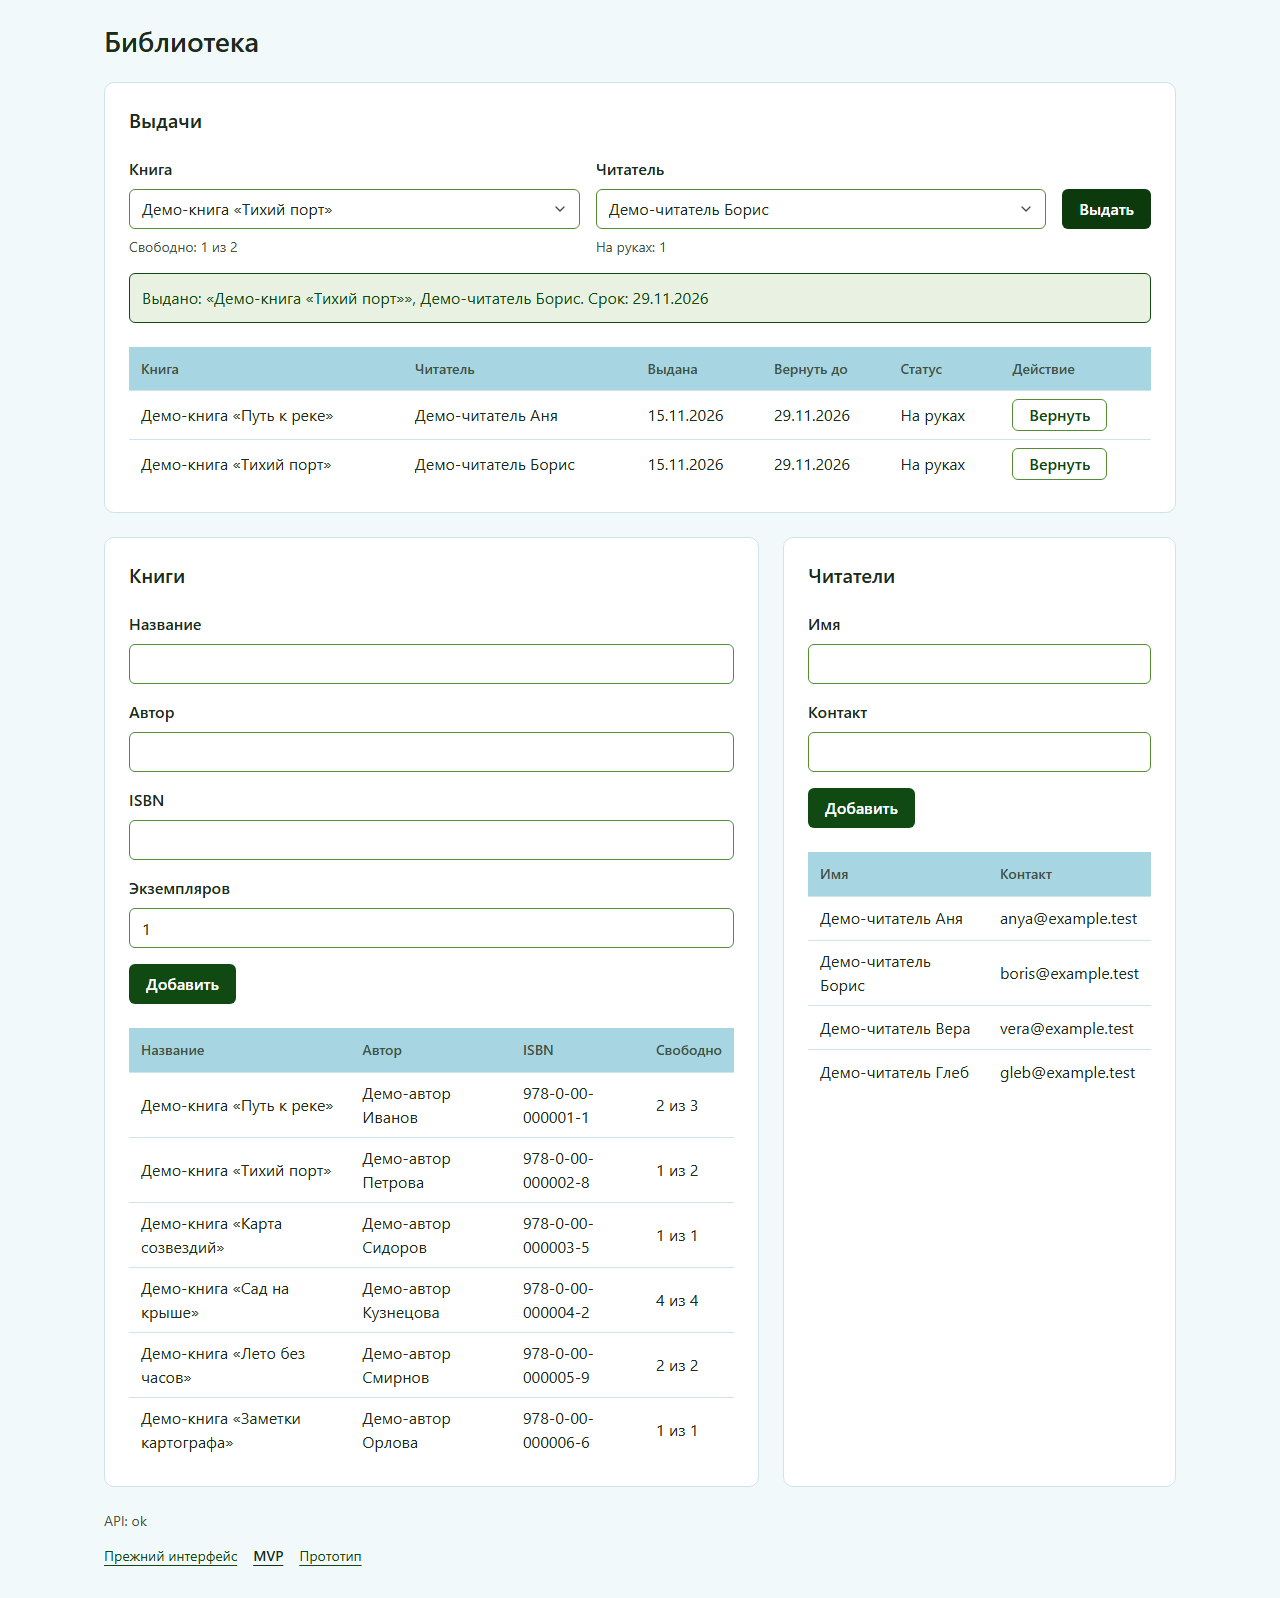 Библиотека
Выдачи
Книга Читатель
Демо-книга «Тихий порт» Демо-читатель Борис Выдать
Свободно: 1 из 2 На руках: 1
Выдано: «Демо-книга «Тихий порт»», Демо-читатель Борис. Срок: 29.11.2026
Книга Читатель Выдана Вернуть до Статус Действие
Демо-книга «Путь к реке» Демо-читатель Аня 15.11.2026 29.11.2026 На руках Вернуть
Демо-книга «Тихий порт» Демо-читатель Борис 15.11.2026 29.11.2026 На руках Вернуть
Книги
Название
Автор
ISBN
Экземпляров
1
Добавить
Название Автор ISBN Свободно
Демо-книга «Путь к реке» Демо-автор Иванов 978-0-00-000001-1 2 из 3
Демо-книга «Тихий порт» Демо-автор Петрова 978-0-00-000002-8 1 из 2
Демо-книга «Карта созвездий» Демо-автор Сидоров 978-0-00-000003-5 1 из 1
Демо-книга «Сад на крыше» Демо-автор Кузнецова 978-0-00-000004-2 4 из 4
Демо-книга «Лето без часов» Демо-автор Смирнов 978-0-00-000005-9 2 из 2
Демо-книга «Заметки картографа» Демо-автор Орлова 978-0-00-000006-6 1 из 1
Читатели
Имя
Контакт
Добавить
Имя Контакт
Демо-читатель Аня anya@example.test
Демо-читатель Борис boris@example.test
Демо-читатель Вера vera@example.test
Демо-читатель Глеб gleb@example.test
API: ok
Прежний интерфейс MVP Прототип